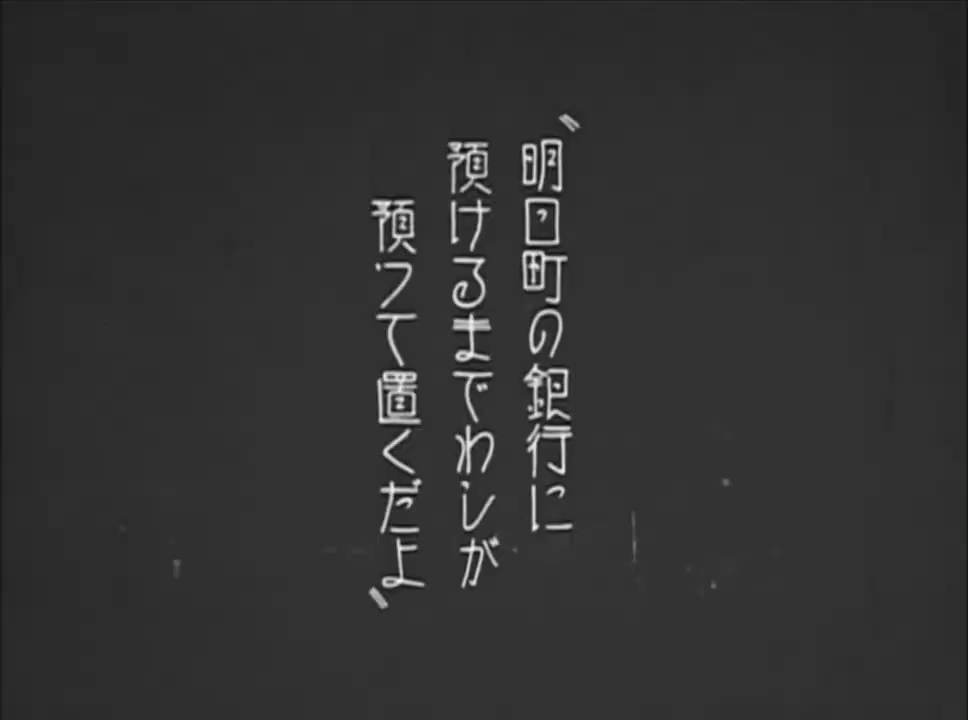 〝明日町の銀行に
預けるまでわしが
預つて置くだよ〟